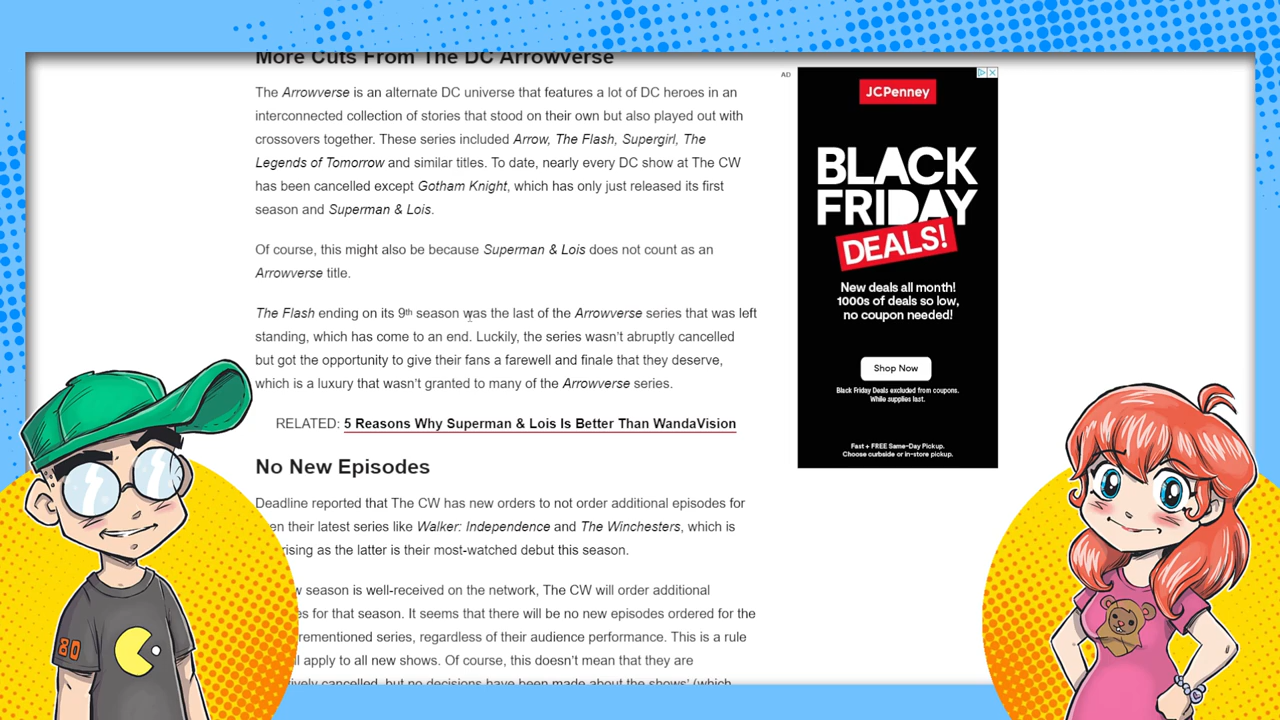 More Cuts From The DC Arrowverse
The Arrowverse is an alternate DC universe that features a lot of DC heroes in an
interconnected collection of stories that stood on their own but also played out with
crossovers together. These series included Arrow, The Flash, Supergirl, The
Legends of Tomorrow and similar titles. To date, nearly every DC show at The CW
has been cancelled except Gotham Knight, which has only just released its first
season and Superman & Lois.
Of course, this might also be because Superman & Lois does not count as an
Arrowverse title.
The Flash ending on its 9th season was the last of the Arrowverse series that was left
standing, which has come to an end. Luckily, the series wasn't abruptly cancelled
but got the opportunity to give their fans a farewell and finale that they deserve,
which is a luxury that wasn't granted to many of the Arrowverse series.
RELATED: 5 Reasons Why Superman & Lois Is Better Than WandaVision
No New Episodes
Deadline reported that The CW has new orders to not order additional episodes for
their latest series like Walker: Independence and The Winchesters, which is
as the latter is their most-watched debut this season.
season is well-received on the network, The CW will order additional
for that season. It seems that there will be no new episodes ordered for the
series, regardless of their audience performance. This is a rule
apply to all new shows. Of course, this doesn't mean that they are
cancelled, but no decisions have been made about the shows' (which
AD
JCPenney
BLACK
FRIDAY
DEALS!
New deals all month!
1000s of deals so low,
no coupon needed!
Shop Now
Black Friday Deals excluded from coupons.
While supplies last.
Fast + FREE Same-Day Pickup.
Choose curbside or in-store pickup.
80